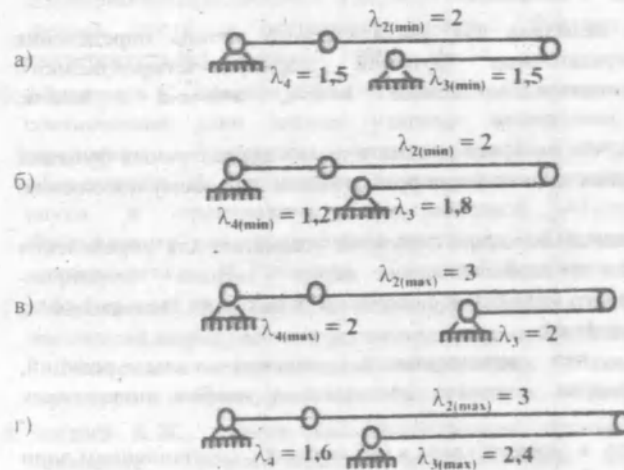 λ₂₍min₎ = 2
а)
λ₄ = 1,5 λ₃₍min₎ = 1,5
λ₂₍min₎ = 2
б)
λ₄₍min₎ = 1,2 λ₃ = 1,8
λ₂₍max₎ = 3
в)
λ₄₍max₎ = 2 λ₃ = 2
λ₂₍max₎ = 3
г)
λ₄ = 1,6 λ₃₍max₎ = 2,4